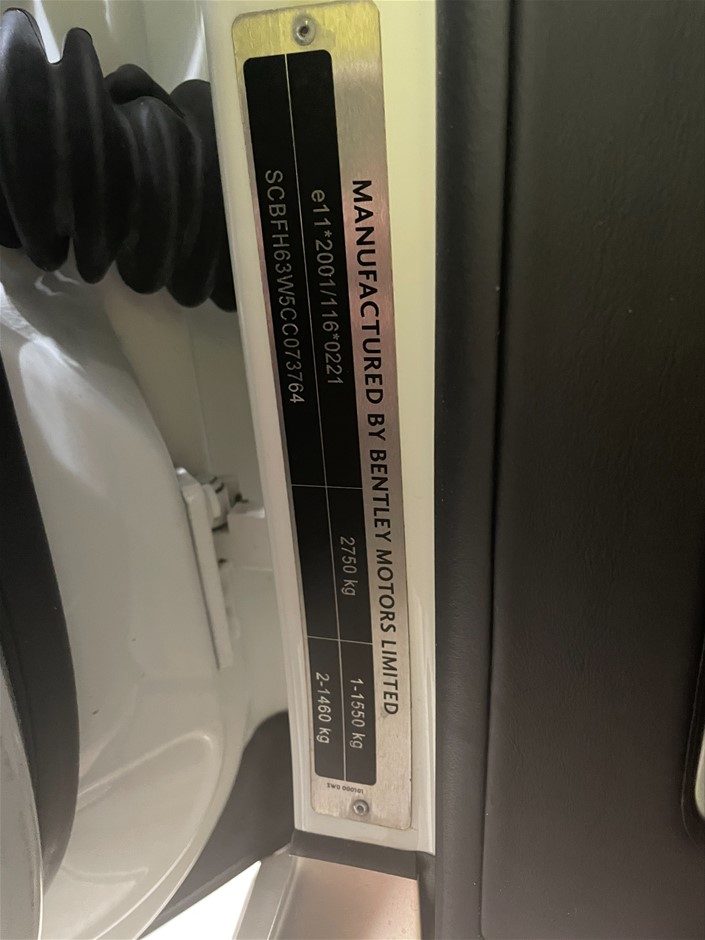 MANUFACTURED BY BENTLEY MOTORS LIMITED
e11*2001/116*0221
SCBFH63W5CC073764
2750 kg
1-1550 kg
2-1460 kg